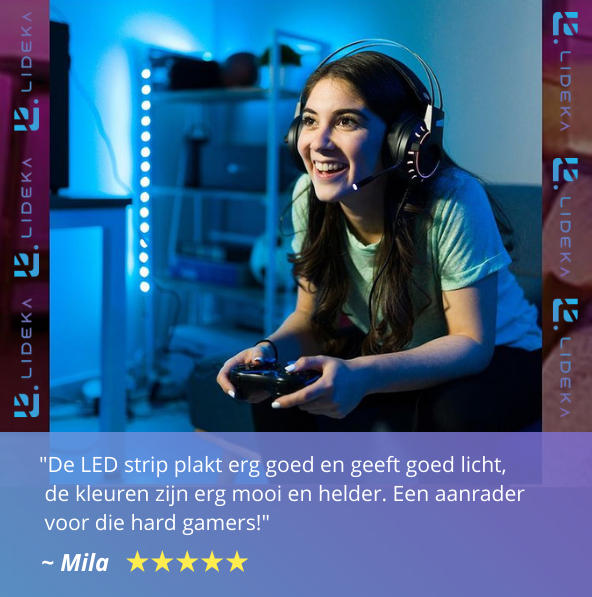 LIDEKA
LIDEKA
LIDEKA
LIDEKA
LIDEKA
LIDEKA
"De LED strip plakt erg goed en geeft goed licht,
de kleuren zijn erg mooi en helder. Een aanrader
voor die hard gamers!"
~ Mila ★★★★★